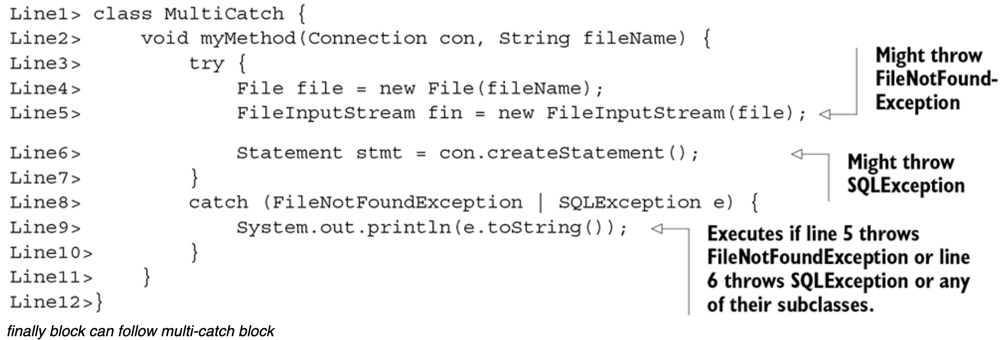 Line1> class MultiCatch {
Line2>     void myMethod(Connection con, String fileName) {
Line3>         try {
Line4>             File file = new File(fileName);
Line5>             FileInputStream fin = new FileInputStream(file);
Might throw
FileNotFound-
Exception
Line6>             Statement stmt = con.createStatement();
Might throw
SQLException
Line7>         }
Line8>         catch (FileNotFoundException | SQLException e) {
Line9>             System.out.println(e.toString());
Executes if line 5 throws
FileNotFoundException or line
6 throws SQLException or any
of their subclasses.
Line10>        }
Line11>    }
Line12>}
finally block can follow multi-catch block